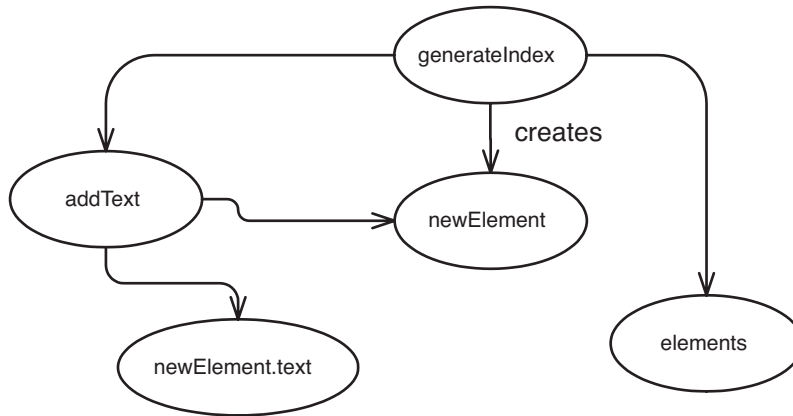 generateIndex
creates
addText
newElement
elements
newElement.text